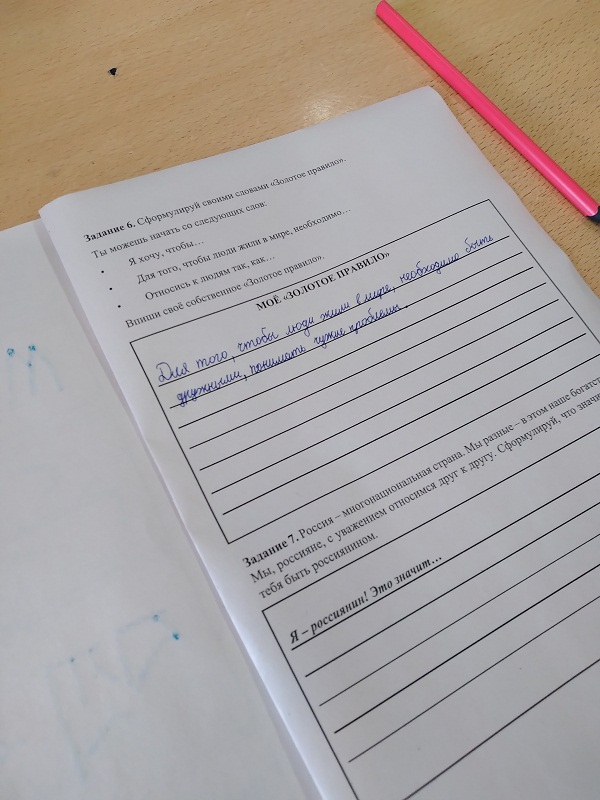 Задание 6. Сформулируй своими словами «Золотое правило».
Ты можешь начать со следующих слов:
• Я хочу, чтобы…
• Для того, чтобы люди жили в мире, необходимо…
• Относись к людям так, как…
Впиши своё собственное «Золотое правило».
МОЁ «ЗОЛОТОЕ ПРАВИЛО»
Для того, чтобы люди жили в мире, необходимо быть
дружными, понимать чужие проблемы.
Задание 7. Россия – многонациональная страна. Мы разные – в этом наше богатс
Мы, россияне, с уважением относимся друг к другу. Сформулируй, что значи
тебя быть россиянином.
Я – россиянин! Это значит…